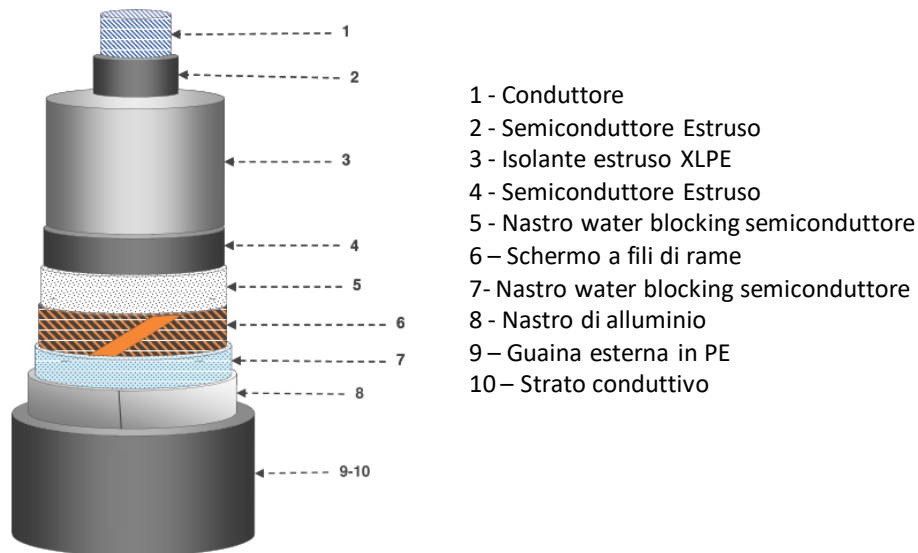 1
2
3
4
5
6
7
8
9-10
1 - Conduttore
2 - Semiconduttore Estruso
3 - Isolante estruso XLPE
4 - Semiconduttore Estruso
5 - Nastro water blocking semiconduttore
6 – Schermo a fili di rame
7- Nastro water blocking semiconduttore
8 - Nastro di alluminio
9 – Guaina esterna in PE
10 – Strato conduttivo